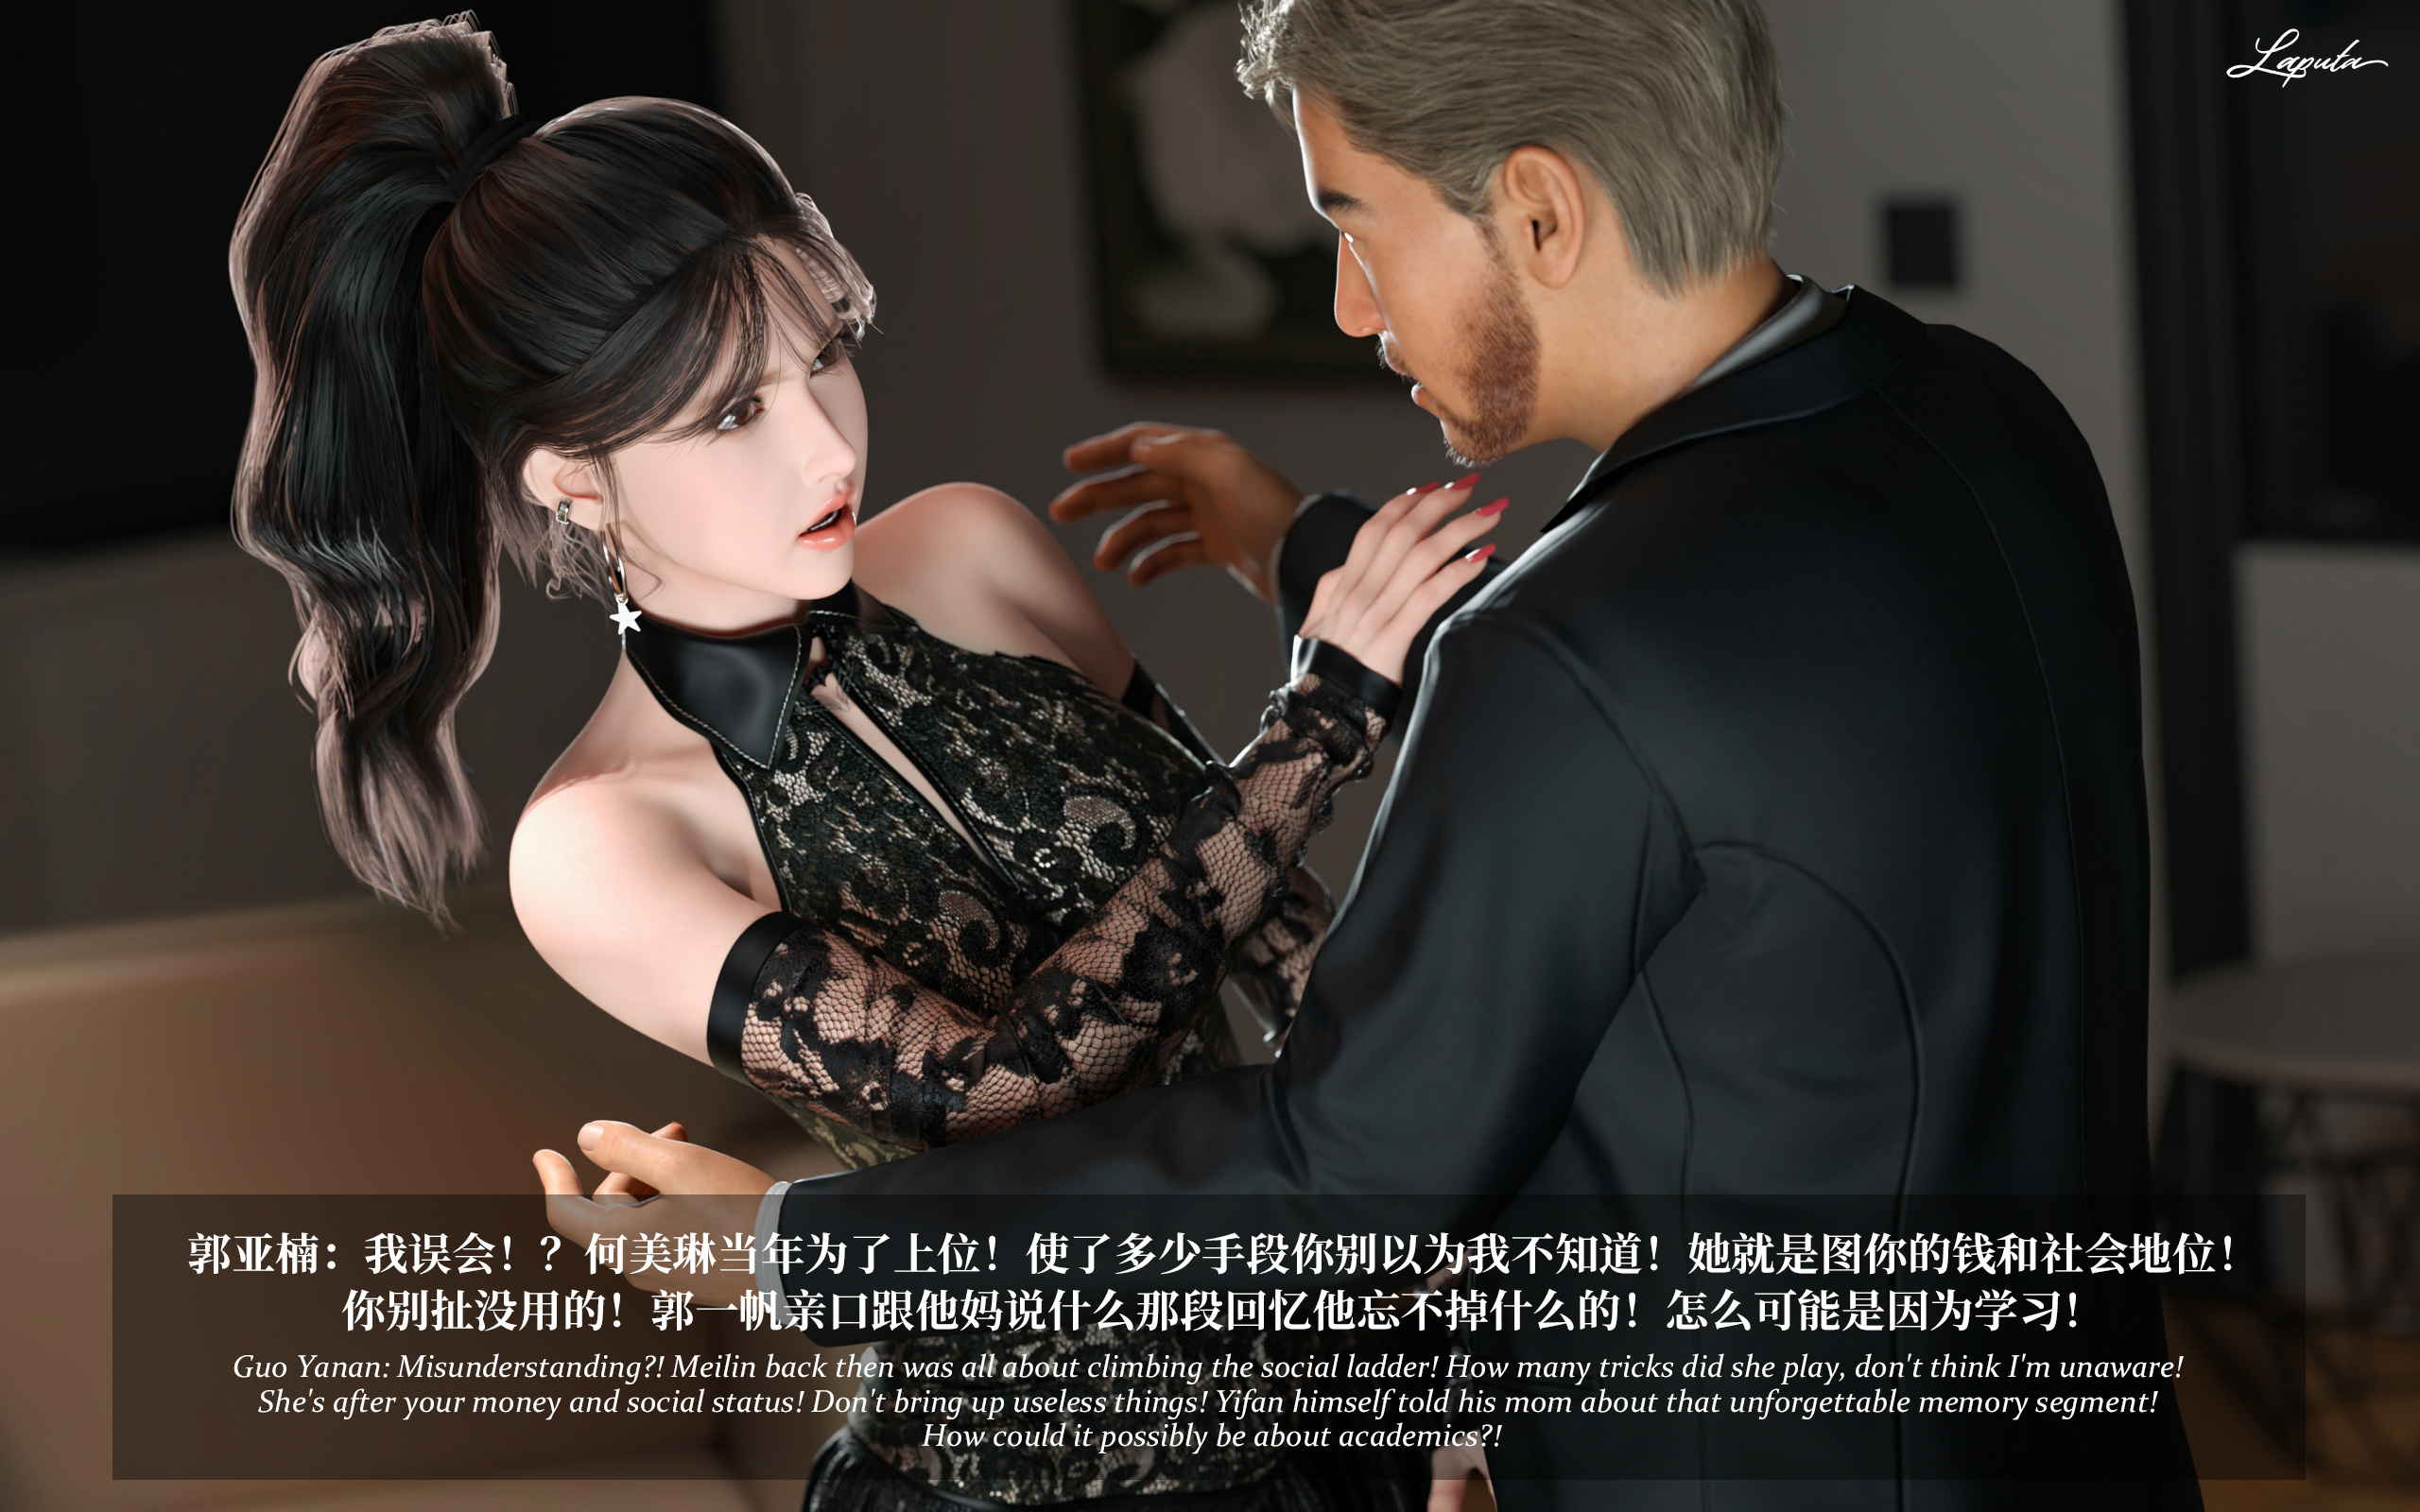 Laputa
郭亚楠：我误会！？何美琳当年为了上位！使了多少手段你别以为我不知道！她就是图你的钱和社会地位！
你别扯没用的！郭一帆亲口跟他妈说什么那段回忆他忘不掉什么的！怎么可能是因为学习！
Guo Yanan: Misunderstanding?! Meilin back then was all about climbing the social ladder! How many tricks did she play, don't think I'm unaware!
She's after your money and social status! Don't bring up useless things! Yifan himself told his mom about that unforgettable memory segment!
How could it possibly be about academics?!